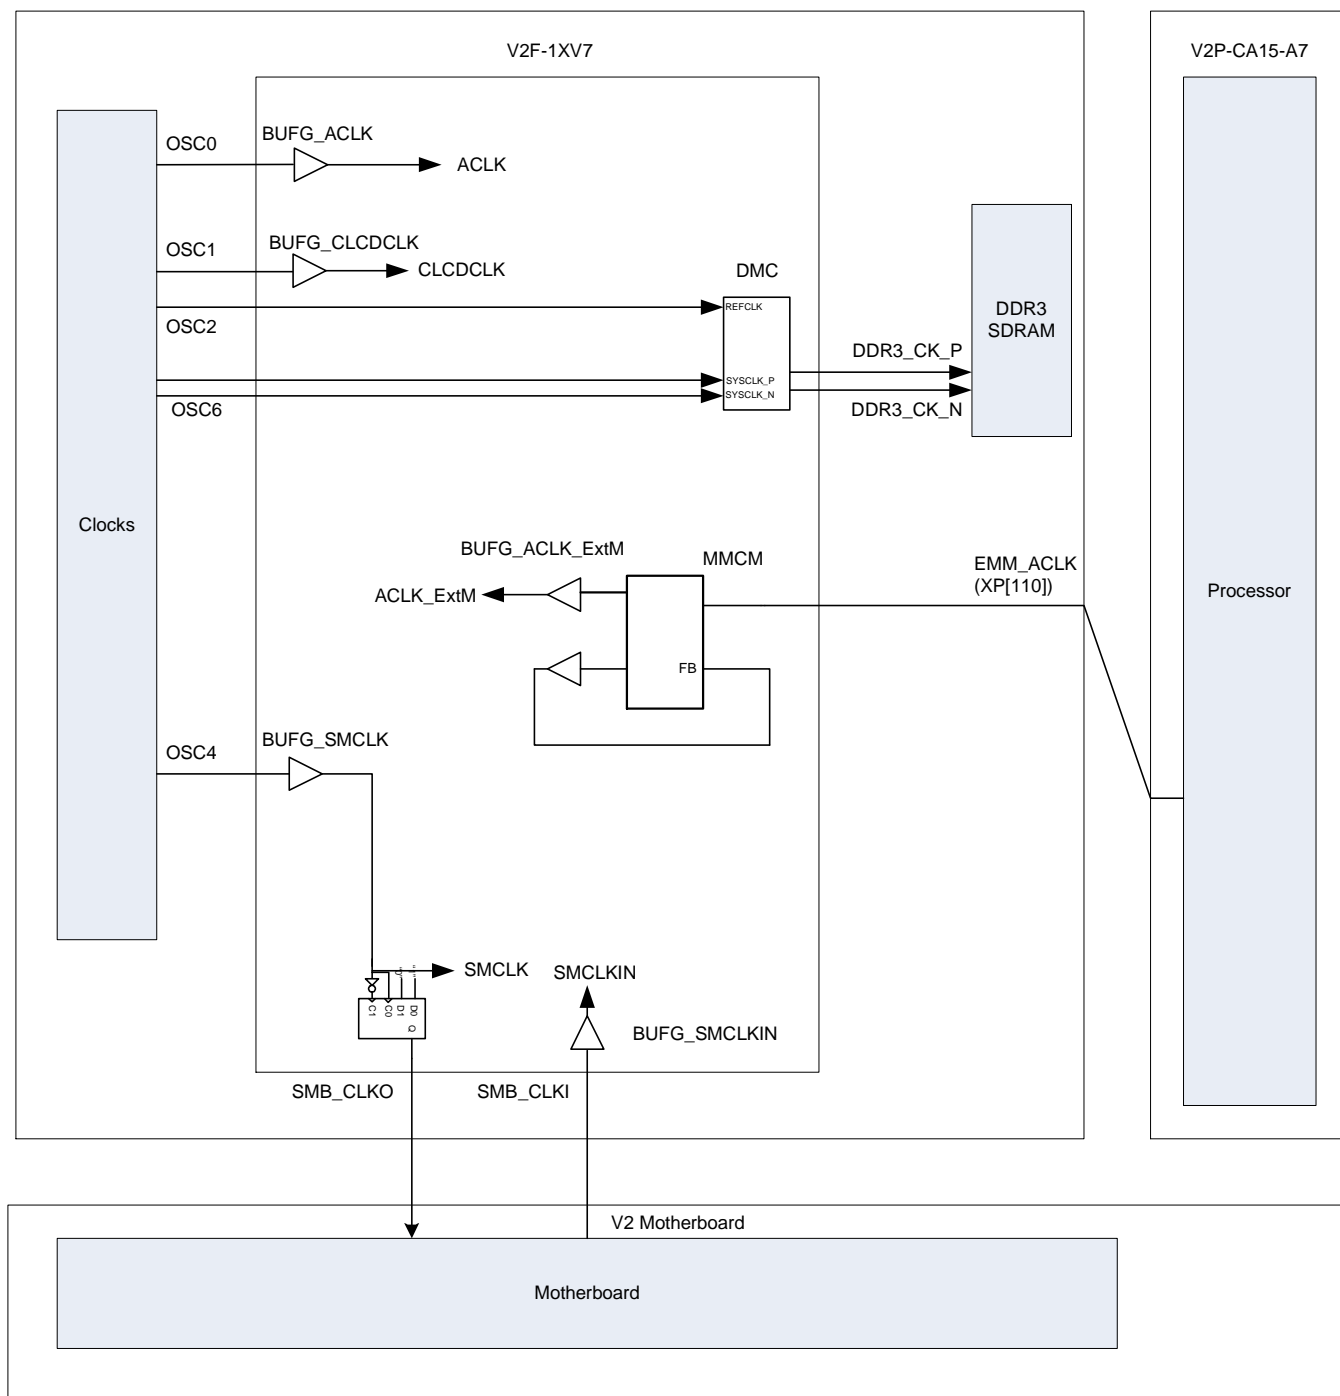 V2F-1XV7
V2P-CA15-A7
OSC0
BUFG_ACLK
ACLK
OSC1
BUFG_CLCDCLK
CLCDCLK
DMC
OSC2
REFCLK
DDR3
SDRAM
DDR3_CK_P
SYSCLK_P
SYSCLK_N
OSC6
DDR3_CK_N
Clocks
BUFG_ACLK_ExtM
MMCM
EMM_ACLK
(XP[110])
ACLK_ExtM
Processor
FB
OSC4
BUFG_SMCLK
SMCLK
SMCLKIN
"1"
C1
C0
D1
D0
Q
BUFG_SMCLKIN
SMB_CLKO
SMB_CLKI
V2 Motherboard
Motherboard